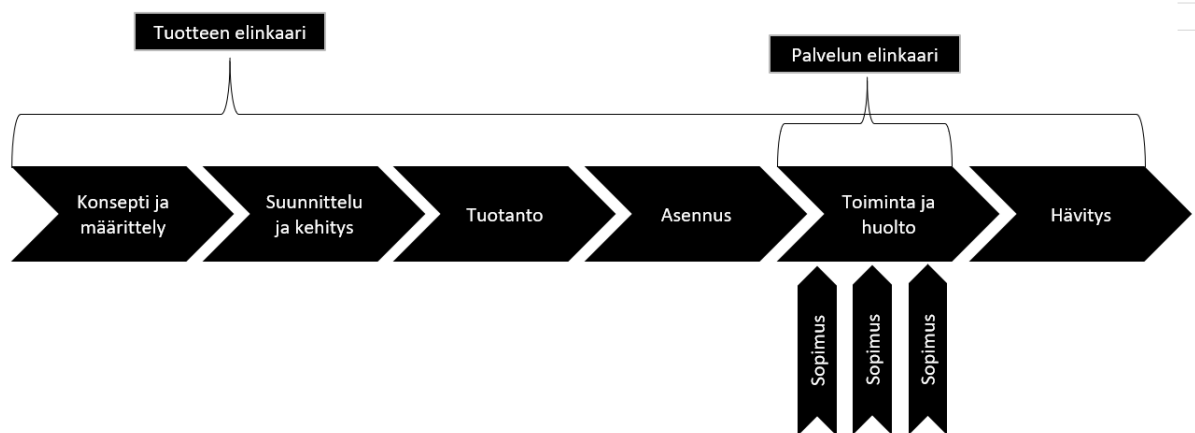 Tuotteen elinkaari
Palvelun elinkaari
Konsepti ja
määrittely
Suunnittelu
ja kehitys
Tuotanto
Asennus
Toiminta ja
huolto
Hävitys
Sopimus
Sopimus
Sopimus